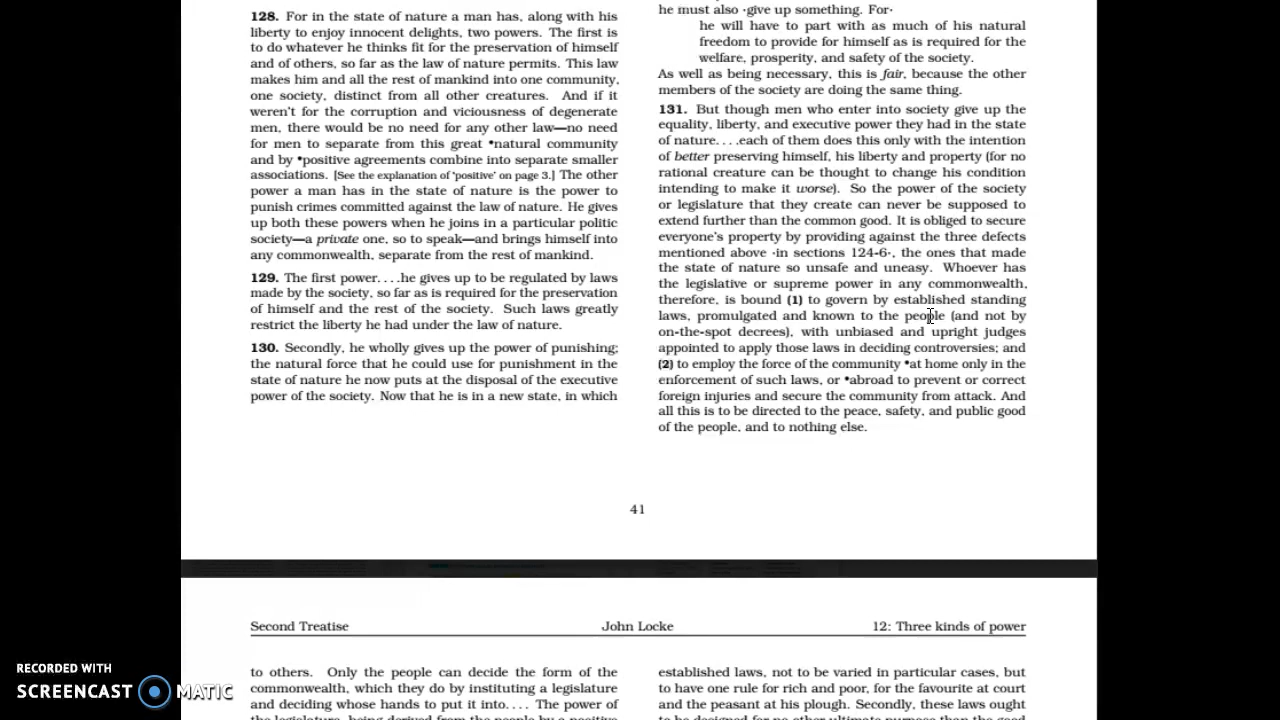 128. For in the state of nature a man has, along with his
liberty to enjoy innocent delights, two powers. The first is
to do whatever he thinks fit for the preservation of himself
and of others, so far as the law of nature permits. This law
makes him and all the rest of mankind into one community,
one society, distinct from all other creatures. And if it
weren't for the corruption and viciousness of degenerate
men, there would be no need for any other law—no need
for men to separate from this great •natural community
and by •positive agreements combine into separate smaller
associations. [See the explanation of 'positive' on page 3.] The other
power a man has in the state of nature is the power to
punish crimes committed against the law of nature. He gives
up both these powers when he joins in a particular politic
society—a private one, so to speak—and brings himself into
any commonwealth, separate from the rest of mankind.
129. The first power. . . .he gives up to be regulated by laws
made by the society, so far as is required for the preservation
of himself and the rest of the society. Such laws greatly
restrict the liberty he had under the law of nature.
130. Secondly, he wholly gives up the power of punishing;
the natural force that he could use for punishment in the
state of nature he now puts at the disposal of the executive
power of the society. Now that he is in a new state, in which
he must also ·give up something. For·
he will have to part with as much of his natural
freedom to provide for himself as is required for the
welfare, prosperity, and safety of the society.
As well as being necessary, this is fair, because the other
members of the society are doing the same thing.
131. But though men who enter into society give up the
equality, liberty, and executive power they had in the state
of nature. . . .each of them does this only with the intention
of better preserving himself, his liberty and property (for no
rational creature can be thought to change his condition
intending to make it worse). So the power of the society
or legislature that they create can never be supposed to
extend further than the common good. It is obliged to secure
everyone's property by providing against the three defects
mentioned above ·in sections 124-6·, the ones that made
the state of nature so unsafe and uneasy. Whoever has
the legislative or supreme power in any commonwealth,
therefore, is bound (1) to govern by established standing
laws, promulgated and known to the people (and not by
on-the-spot decrees), with unbiased and upright judges
appointed to apply those laws in deciding controversies; and
(2) to employ the force of the community •at home only in the
enforcement of such laws, or •abroad to prevent or correct
foreign injuries and secure the community from attack. And
all this is to be directed to the peace, safety, and public good
of the people, and to nothing else.
41
Second Treatise John Locke 12: Three kinds of power
to others. Only the people can decide the form of the
commonwealth, which they do by instituting a legislature
and deciding whose hands to put it into. . . . The power of
the legislature, being derived from the people by a positive
established laws, not to be varied in particular cases, but
to have one rule for rich and poor, for the favourite at court
and the peasant at his plough. Secondly, these laws ought
to be designed for no other ultimate purpose than the good
RECORDED WITH
SCREENCAST MATIC